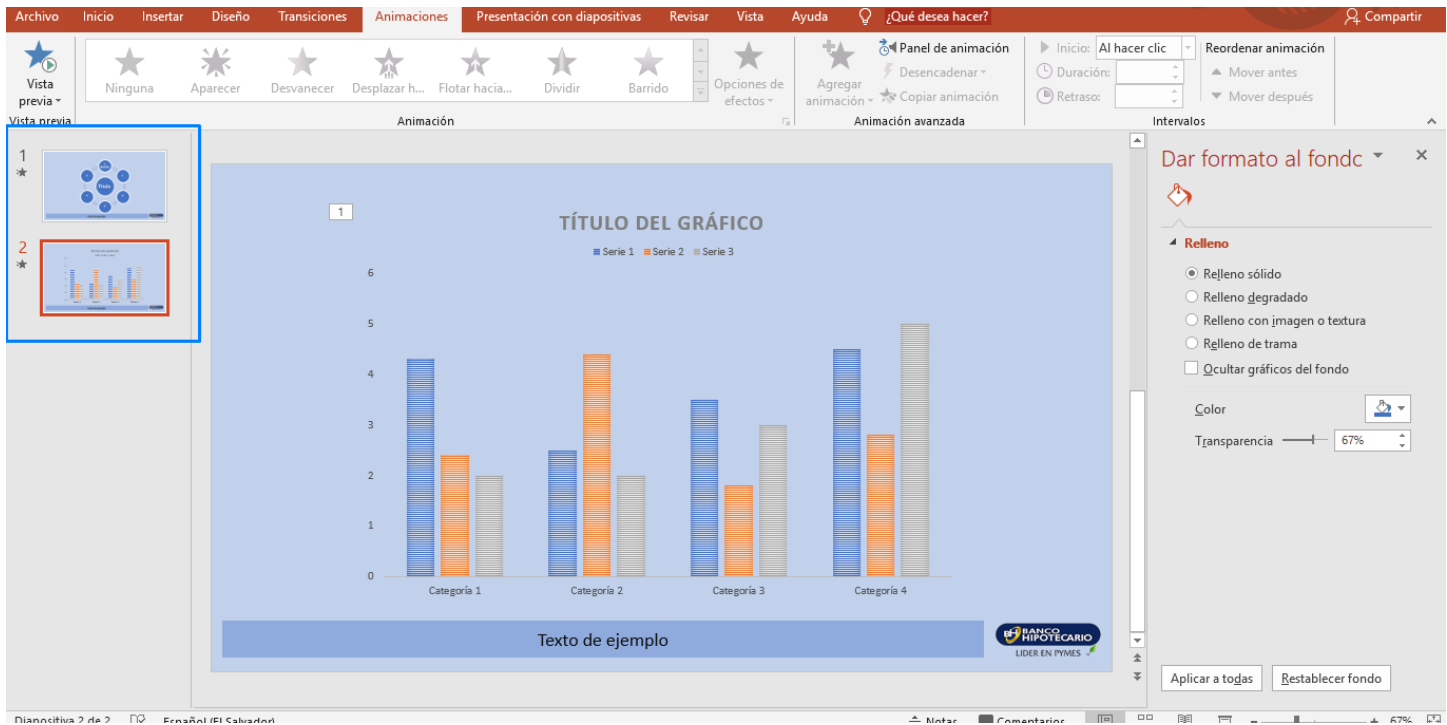 Archivo Inicio Insertar Diseño Transiciones Animaciones Presentación con diapositivas Revisar Vista Ayuda ¿Qué desea hacer? Compartir
Vista previa
Ninguna Aparecer Desvanecer Desplazar h... Flotar hacia... Dividir Barrido
Opciones de efectos
Agregar animación
Panel de animación
Desencadenar
Copiar animación
Inicio: Al hacer clic
Duración:
Retraso:
Reordenar animación
Mover antes
Mover después
Vista previa Animación Animación avanzada Intervalos
1
2
1
TÍTULO DEL GRÁFICO
Serie 1 Serie 2 Serie 3
6
5
4
3
2
1
0
Categoría 1 Categoría 2 Categoría 3 Categoría 4
Texto de ejemplo
BH BANCO
HIPOTECARIO
LIDER EN PYMES
Dar formato al fondo
Relleno
Relleno sólido
Relleno degradado
Relleno con imagen o textura
Relleno de trama
Ocultar gráficos del fondo
Color
Transparencia 67%
Aplicar a todas Restablecer fondo
Diapositiva 2 de 2 Español (El Salvador) Notas Comentarios 67%